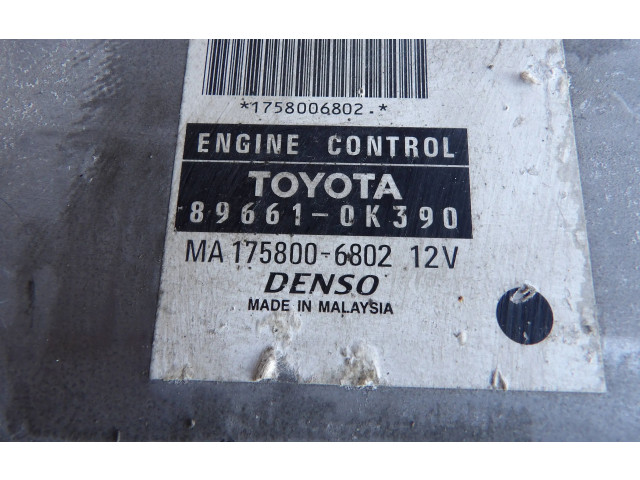 *1758006802.*
ENGINE CONTROL
TOYOTA
89661-0K390
MA 175800-6802 12V
DENSO
MADE IN MALAYSIA